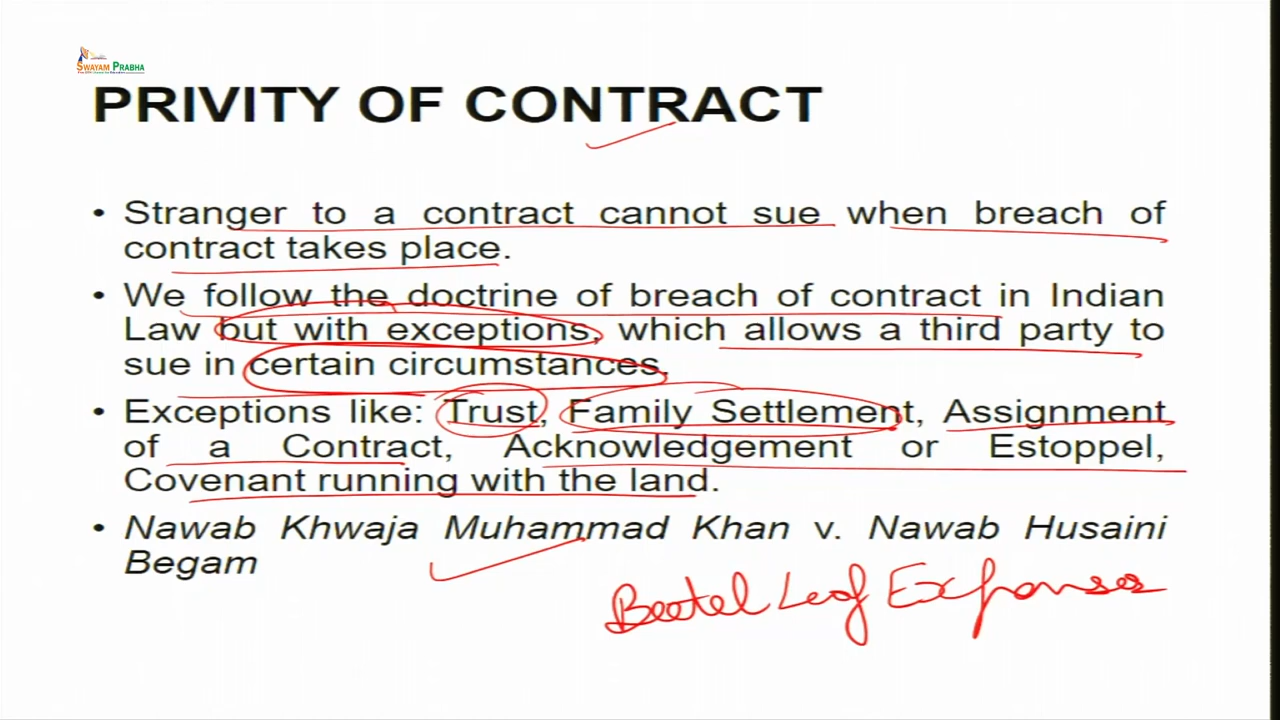 SWAYAM PRABHA
PRIVITY OF CONTRACT
• Stranger to a contract cannot sue when breach of
contract takes place.
• We follow the doctrine of breach of contract in Indian
Law but with exceptions, which allows a third party to
sue in certain circumstances.
• Exceptions like: Trust, Family Settlement, Assignment
of a Contract, Acknowledgement or Estoppel,
Covenant running with the land.
• Nawab Khwaja Muhammad Khan v. Nawab Husaini
Begam
Beetel Leaf Expenses